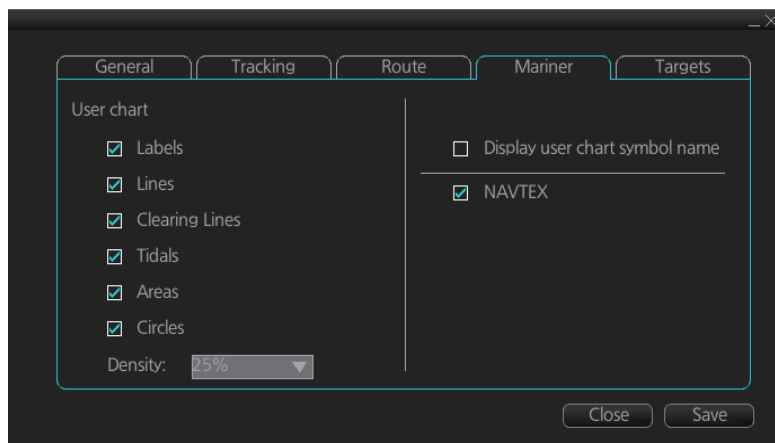 General Tracking Route Mariner Targets
User chart
Labels
Lines
Clearing Lines
Tidals
Areas
Circles
Density: 25%
Display user chart symbol name
NAVTEX
Close Save